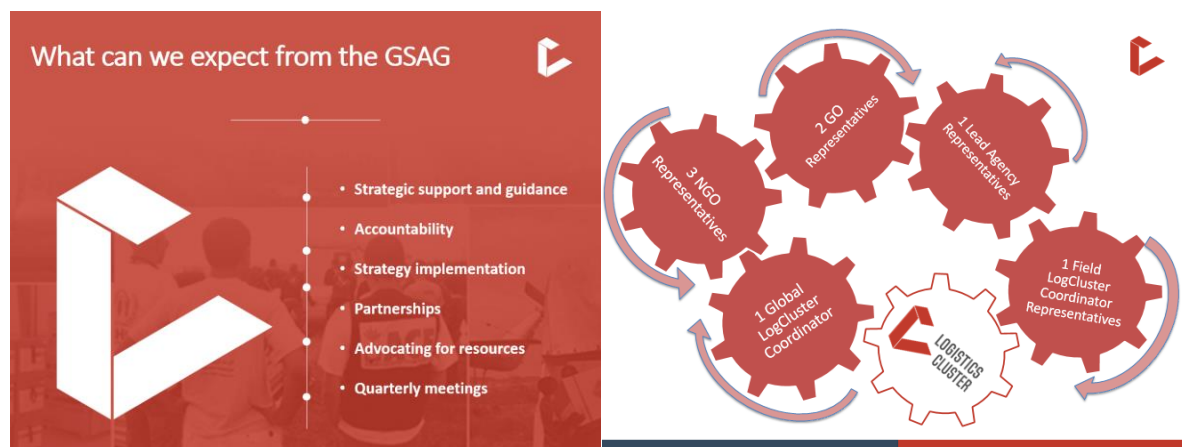 What can we expect from the GSAG
• Strategic support and guidance
• Accountability
• Strategy implementation
• Partnerships
• Advocating for resources
• Quarterly meetings
3 NGO
Representatives
2 GO
Representatives
1 Lead Agency
Representatives
1 Field
LogCluster
Coordinator
Representatives
1 Global
LogCluster
Coordinator
LOGISTICS
CLUSTER